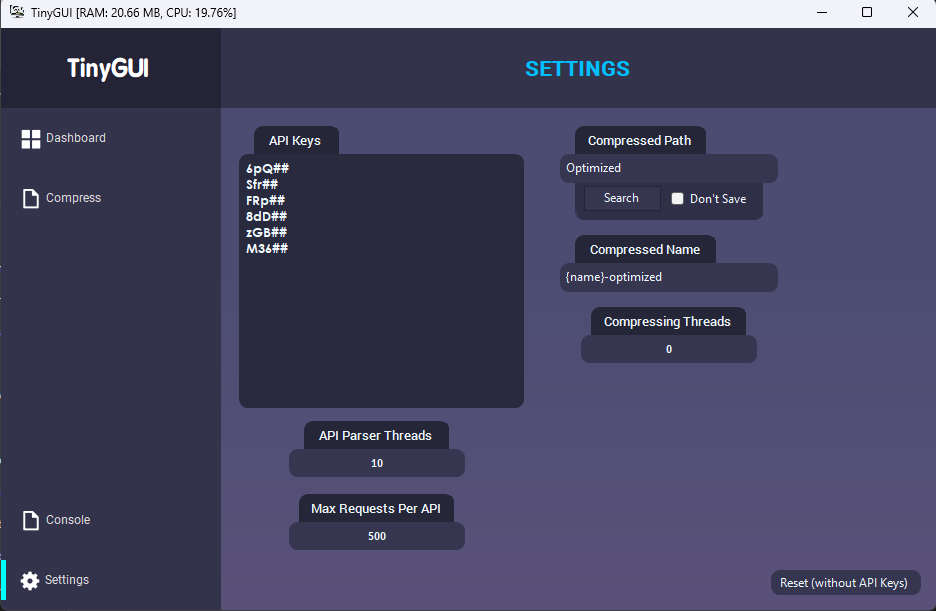 TinyGUI [RAM: 20.66 MB, CPU: 19.76%]
TinyGUI
SETTINGS
Dashboard
Compress
Console
Settings
API Keys
6pQ##
Sfr##
FRp##
8dD##
zGB##
M36##
API Parser Threads
10
Max Requests Per API
500
Compressed Path
Optimized
Search
Don't Save
Compressed Name
{name}-optimized
Compressing Threads
0
Reset (without API Keys)